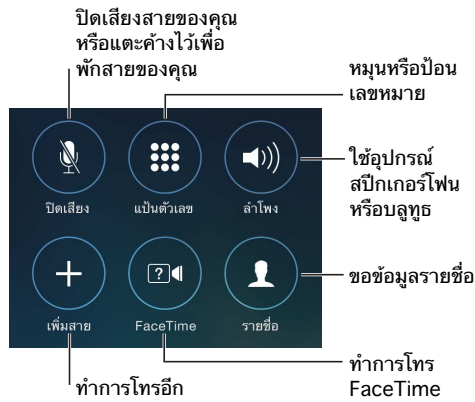 ปิดเสียงสายของคุณ
หรือแตะค้างไว้เพื่อ
พักสายของคุณ
หมุนหรือป้อน
เลขหมาย
ใช้อุปกรณ์
สปีกเกอร์โฟน
หรือบลูทูธ
ปิดเสียง
แป้นตัวเลข
ลำโพง
ขอข้อมูลรายชื่อ
เพิ่มสาย
FaceTime
รายชื่อ
ทำการโทรอีก
ทำการโทร
FaceTime